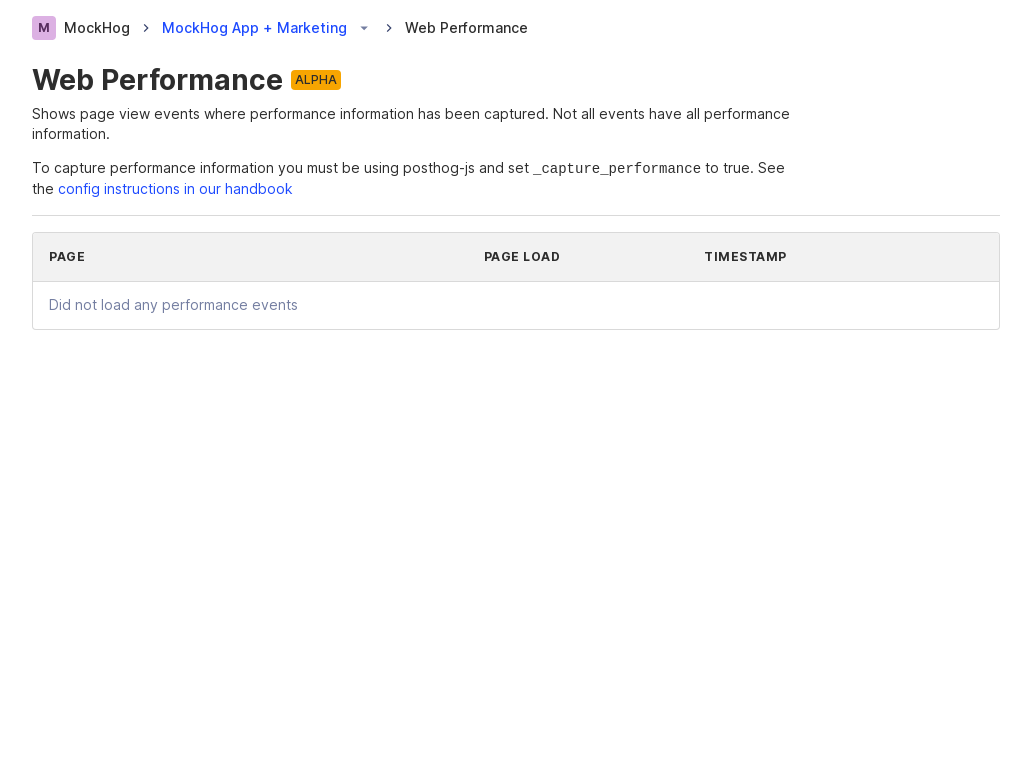 M MockHog MockHog App + Marketing Web Performance
Web Performance ALPHA
Shows page view events where performance information has been captured. Not all events have all performance
information.
To capture performance information you must be using posthog-js and set _capture_performance to true. See
the config instructions in our handbook
PAGE PAGE LOAD TIMESTAMP
Did not load any performance events